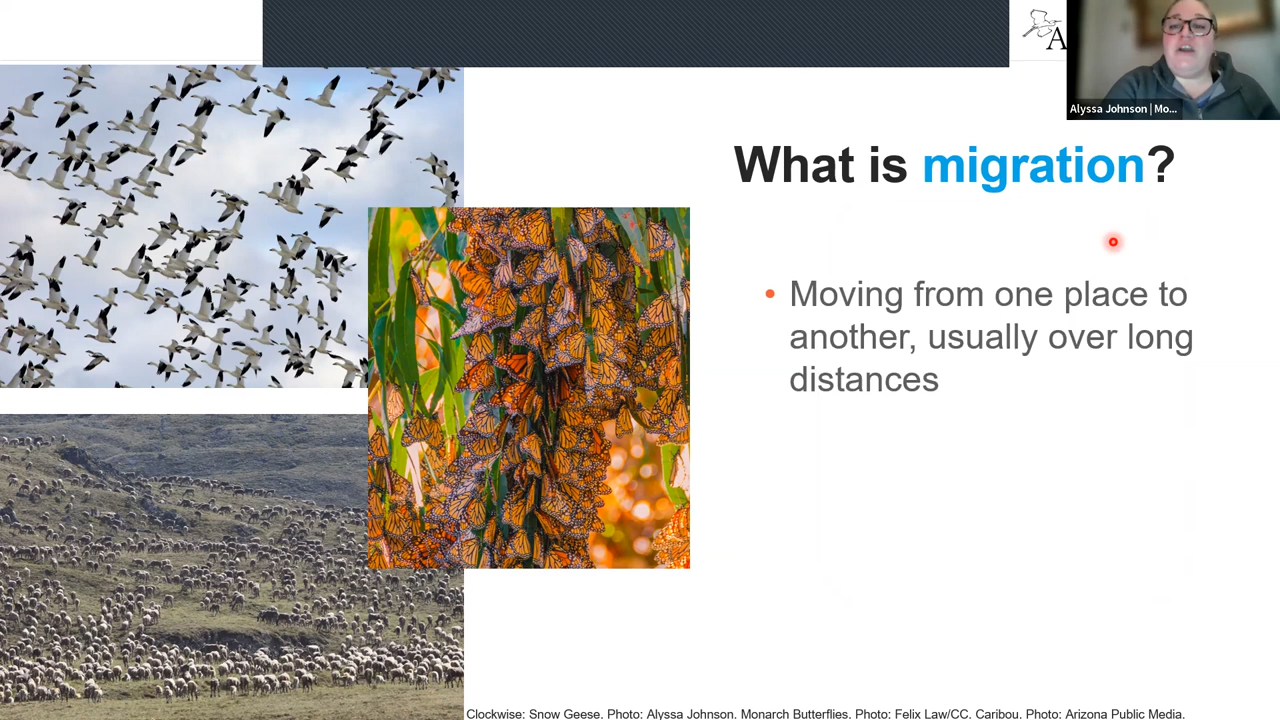 A
Alyssa Johnson | Mo...
What is migration?
• Moving from one place to
another, usually over long
distances
Clockwise: Snow Geese. Photo: Alyssa Johnson. Monarch Butterflies. Photo: Felix Law/CC. Caribou. Photo: Arizona Public Media.